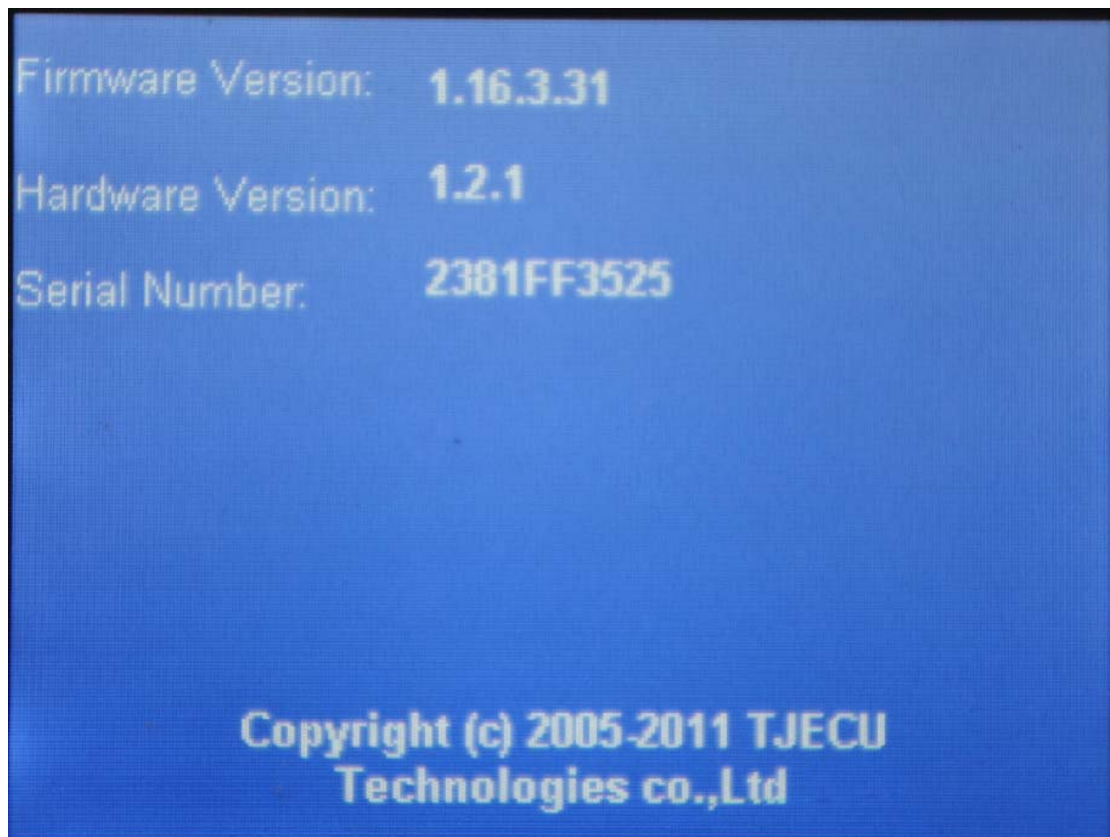 Firmware Version: 1.16.3.31
Hardware Version: 1.2.1
Serial Number: 2381FF3525
Copyright (c) 2005-2011 TJECU
Technologies co.,Ltd